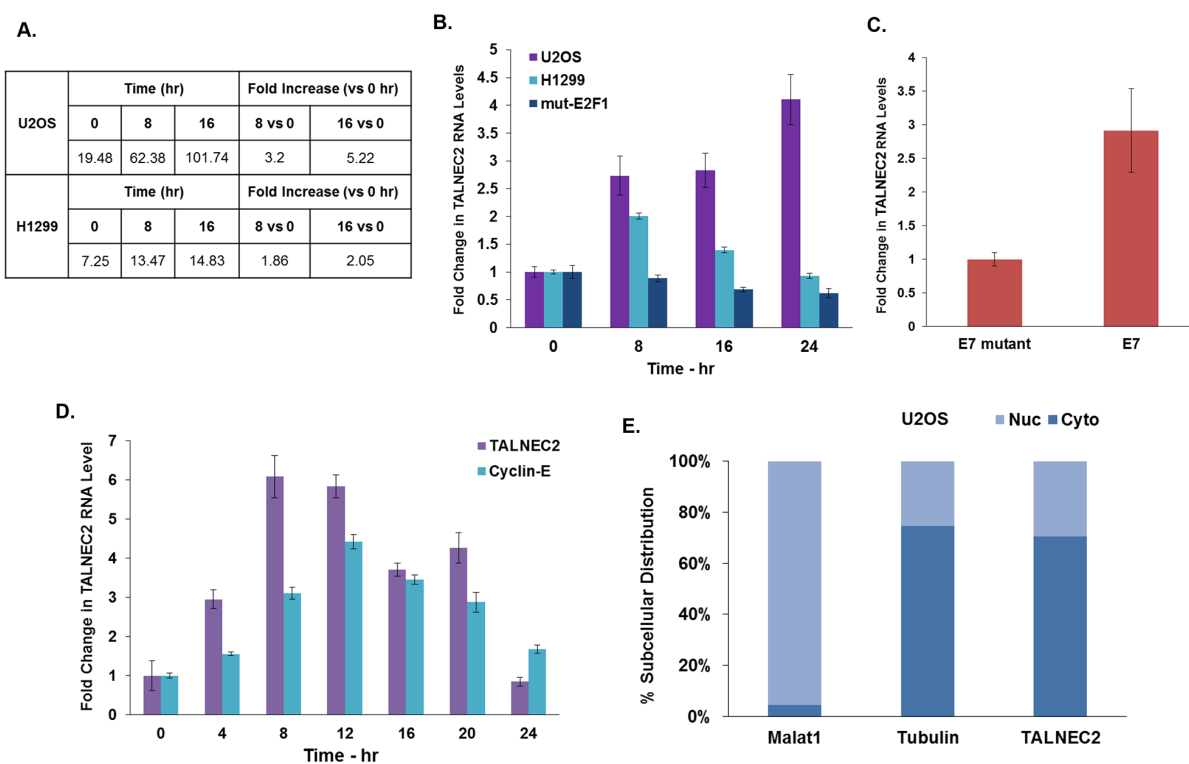 A.
U2OS
Time (hr)
Fold Increase (vs 0 hr)
0 8 16 8 vs 0 16 vs 0
19.48 62.38 101.74 3.2 5.22
H1299
Time (hr)
Fold Increase (vs 0 hr)
0 8 16 8 vs 0 16 vs 0
7.25 13.47 14.83 1.86 2.05
B.
Fold Change in TALNEC2 RNA Levels
5
4.5
4
3.5
3
2.5
2
1.5
1
0.5
0
U2OS
H1299
mut-E2F1
0 8 16 24
Time - hr
C.
Fold Change in TALNEC2 RNA Levels
4
3.5
3
2.5
2
1.5
1
0.5
0
E7 mutant E7
D.
Fold Change in TALNEC2 RNA Level
7
6
5
4
3
2
1
0
TALNEC2
Cyclin-E
0 4 8 12 16 20 24
Time - hr
E.
U2OS Nuc Cyto
% Subcellular Distribution
100%
80%
60%
40%
20%
0%
Malat1 Tubulin TALNEC2